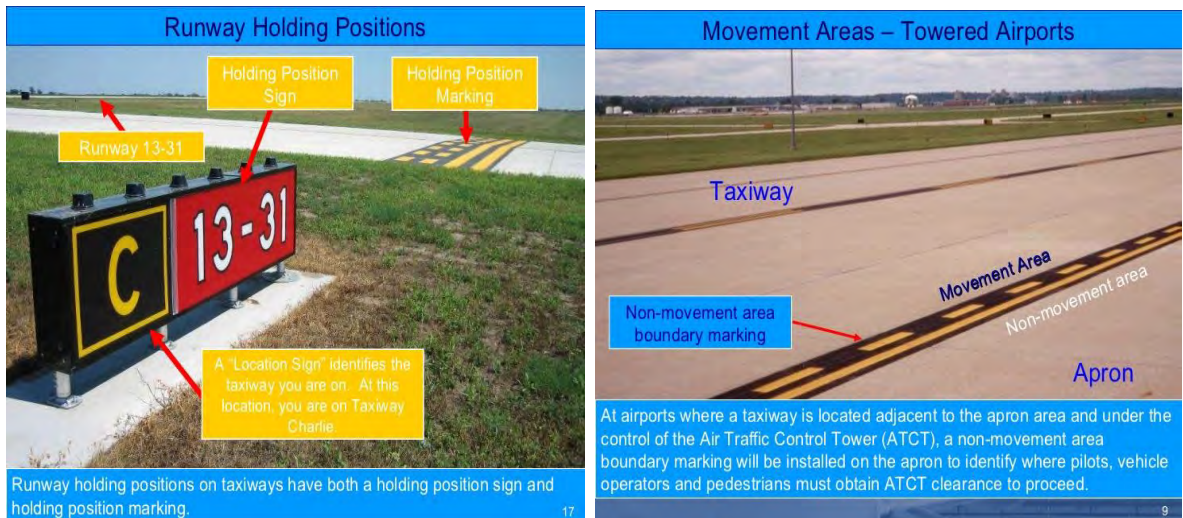 Runway Holding Positions
Holding Position
Sign
Holding Position
Marking
Runway 13-31
C
13-31
A "Location Sign" identifies the
taxiway you are on. At this
location, you are on Taxiway
Charlie.
Runway holding positions on taxiways have both a holding position sign and
holding position marking.
17
Movement Areas – Towered Airports
Taxiway
Movement Area
Non-movement area
Non-movement area
boundary marking
Apron
At airports where a taxiway is located adjacent to the apron area and under the
control of the Air Traffic Control Tower (ATCT), a non-movement area
boundary marking will be installed on the apron to identify where pilots, vehicle
operators and pedestrians must obtain ATCT clearance to proceed.
9